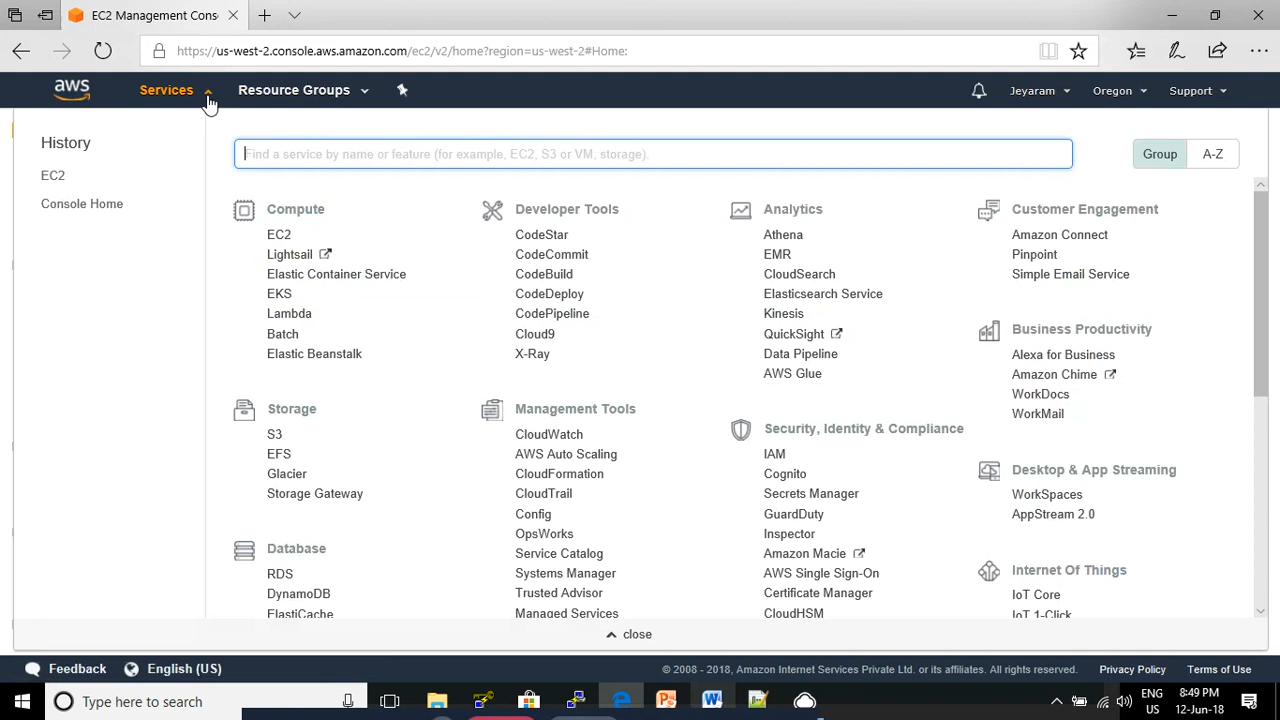 EC2 Management Cons
https://us-west-2.console.aws.amazon.com/ec2/v2/home?region=us-west-2#Home:
aws
Services
Resource Groups
Jeyaram
Oregon
Support
History
EC2
Console Home
Find a service by name or feature (for example, EC2, S3 or VM, storage).
Group
A-Z
Compute
EC2
Lightsail
Elastic Container Service
EKS
Lambda
Batch
Elastic Beanstalk
Storage
S3
EFS
Glacier
Storage Gateway
Database
RDS
DynamoDB
ElastiCache
Developer Tools
CodeStar
CodeCommit
CodeBuild
CodeDeploy
CodePipeline
Cloud9
X-Ray
Management Tools
CloudWatch
AWS Auto Scaling
CloudFormation
CloudTrail
Config
OpsWorks
Service Catalog
Systems Manager
Trusted Advisor
Managed Services
Analytics
Athena
EMR
CloudSearch
Elasticsearch Service
Kinesis
QuickSight
Data Pipeline
AWS Glue
Security, Identity & Compliance
IAM
Cognito
Secrets Manager
GuardDuty
Inspector
Amazon Macie
AWS Single Sign-On
Certificate Manager
CloudHSM
Customer Engagement
Amazon Connect
Pinpoint
Simple Email Service
Business Productivity
Alexa for Business
Amazon Chime
WorkDocs
WorkMail
Desktop & App Streaming
WorkSpaces
AppStream 2.0
Internet Of Things
IoT Core
IoT 1-Click
close
Feedback
English (US)
© 2008 - 2018, Amazon Internet Services Private Ltd. or its affiliates. All rights reserved.
Privacy Policy
Terms of Use
Type here to search
ENG
US
8:49 PM
12-Jun-18